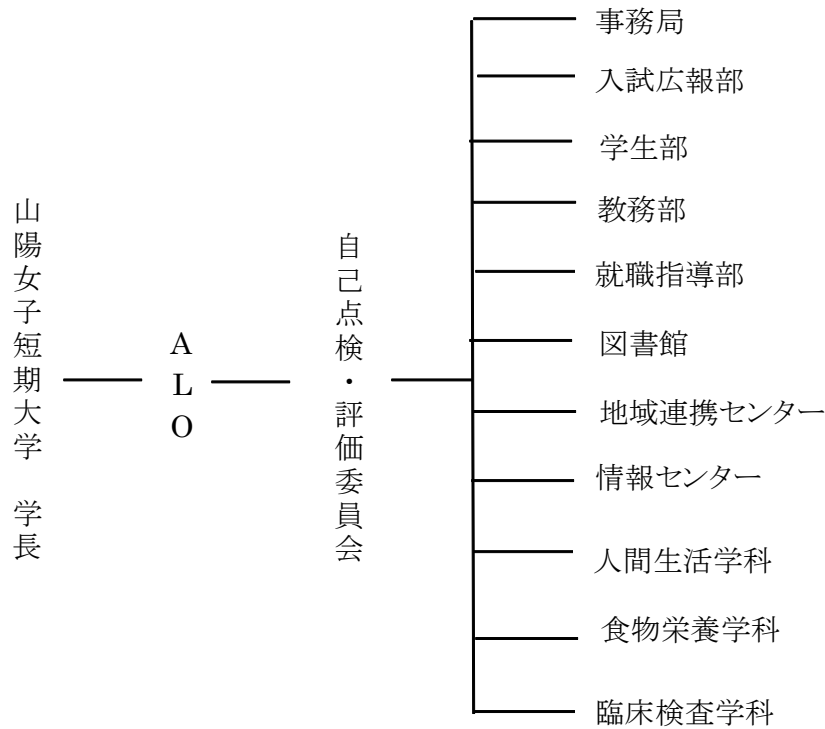 山陽女子短期大学 学長
ALO
自己点検・評価委員会
事務局
入試広報部
学生部
教務部
就職指導部
図書館
地域連携センター
情報センター
人間生活学科
食物栄養学科
臨床検査学科